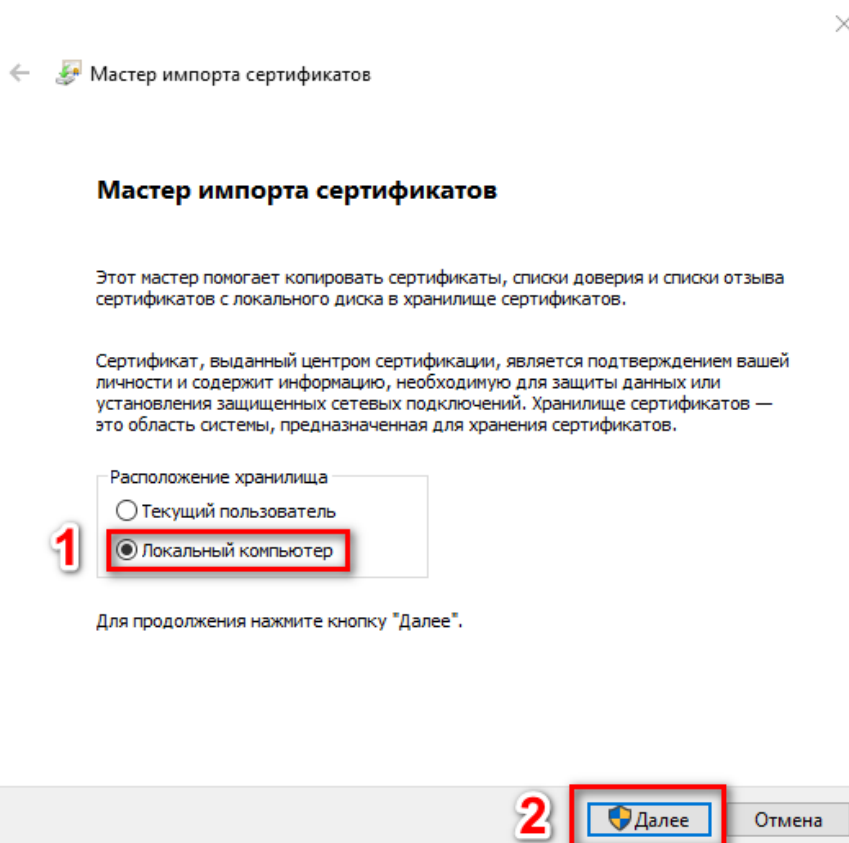 Мастер импорта сертификатов
Мастер импорта сертификатов
Этот мастер помогает копировать сертификаты, списки доверия и списки отзыва
сертификатов с локального диска в хранилище сертификатов.
Сертификат, выданный центром сертификации, является подтверждением вашей
личности и содержит информацию, необходимую для защиты данных или
установления защищенных сетевых подключений. Хранилище сертификатов —
это область системы, предназначенная для хранения сертификатов.
Расположение хранилища
Текущий пользователь
1 Локальный компьютер
Для продолжения нажмите кнопку "Далее".
2 Далее Отмена